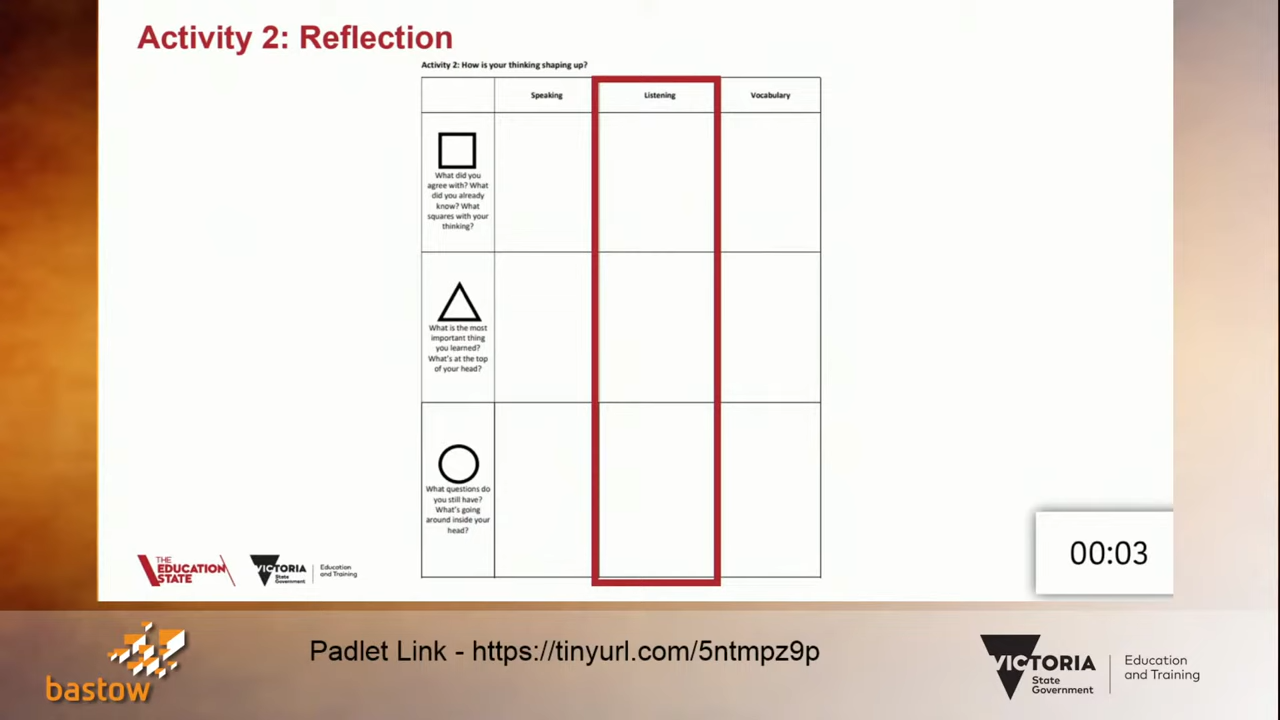 Activity 2: Reflection
Activity 2: How is your thinking shaping up?
Speaking
Listening
Vocabulary
What did you
agree with? What
did you already
know? What
squares with your
thinking?
What is the most
important thing
you learned?
What's at the top
of your head?
What questions do
you still have?
What's going
around inside your
head?
THE
EDUCATION
STATE
VICTORIA
State
Government
Education
and Training
00:03
bastow
Padlet Link - https://tinyurl.com/5ntmpz9p
VICTORIA
State
Government
Education
and Training